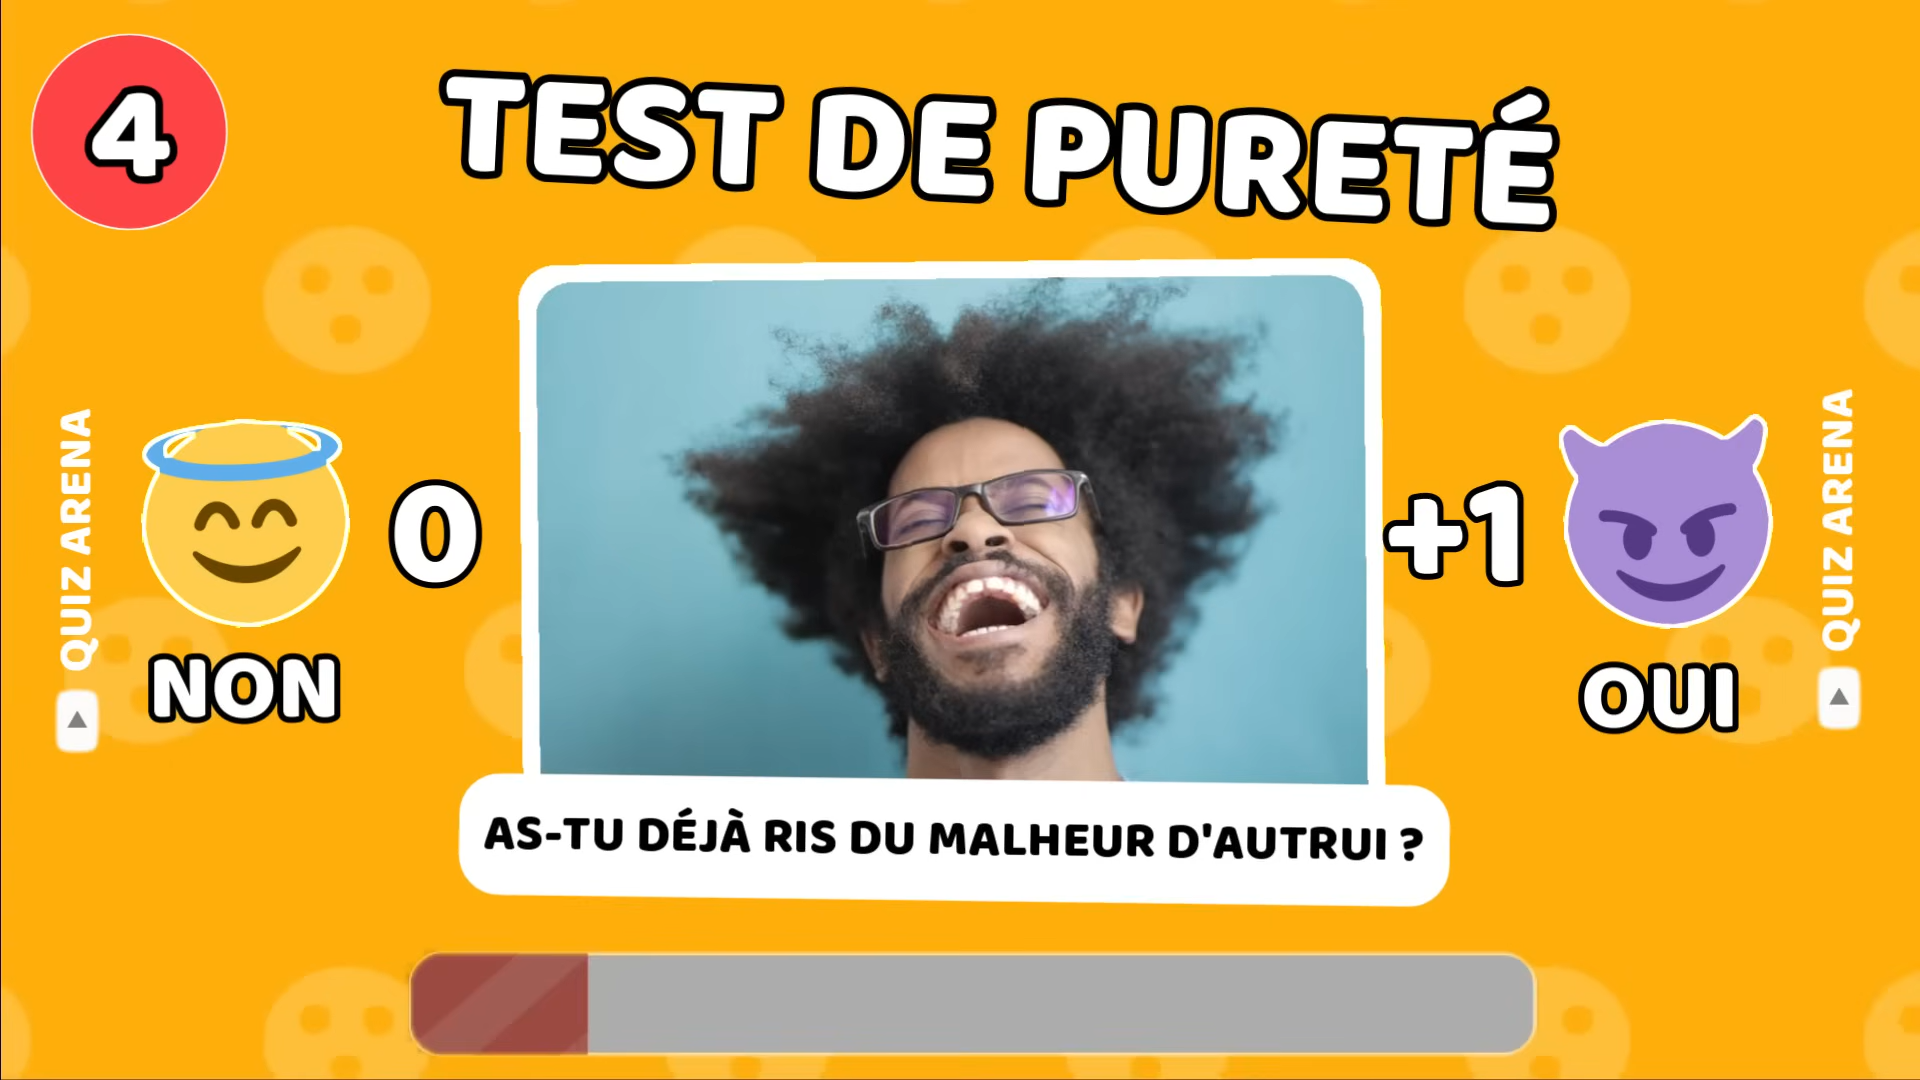 4
TEST DE PURETÉ
QUIZ ARENA
0
NON
+1
OUI
QUIZ ARENA
AS-TU DÉJÀ RIS DU MALHEUR D'AUTRUI ?